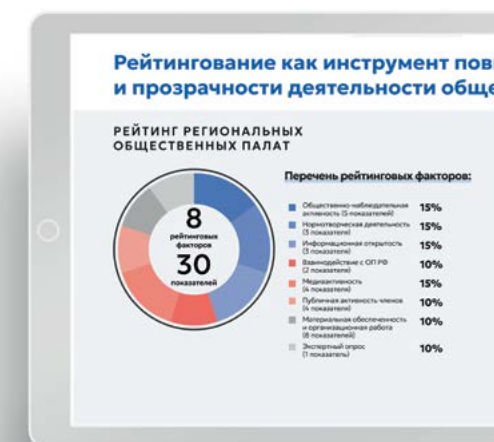 Рейтингование как инструмент пов
и прозрачности деятельности обще
РЕЙТИНГ РЕГИОНАЛЬНЫХ
ОБЩЕСТВЕННЫХ ПАЛАТ
Перечень рейтинговых факторов:
8
рейтинговых
факторов
30
показателей
Общественно-наблюдательная
активность (5 показателей) 15%
Нормотворческая деятельность
(3 показателя) 15%
Информационная открытость
(3 показателя) 15%
Взаимодействие с ОП РФ
(2 показателя) 10%
Медиаактивность
(4 показателя) 15%
Публичная активность членов
(4 показателя) 10%
Материальная обеспеченность
и организационная работа
(8 показателей) 10%
Экспертный опрос
(1 показатель) 10%